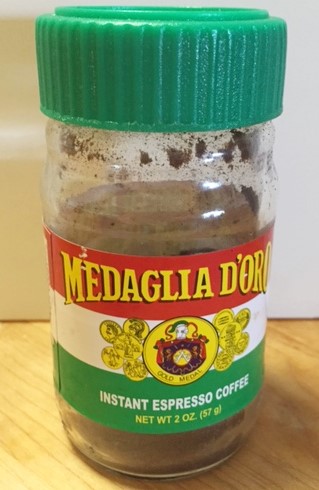 MEDAGLIA D'ORO
GOLD MEDAL
INSTANT ESPRESSO COFFEE
NET WT 2 OZ. (57 g)